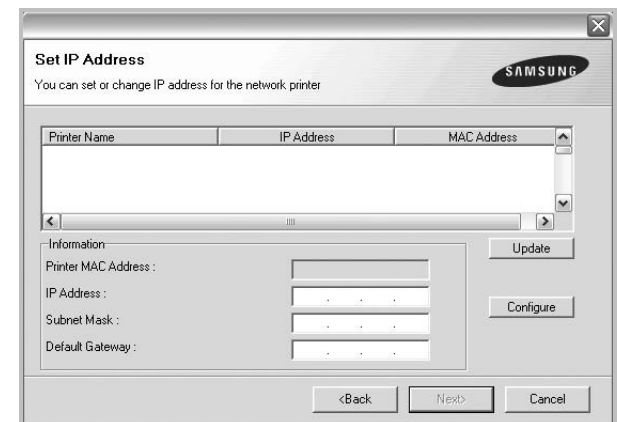 Set IP Address
You can set or change IP address for the network printer
SAMSUNG
Printer Name IP Address MAC Address
Information
Update
Printer MAC Address :
IP Address :
Configure
Subnet Mask :
Default Gateway :
<Back Next> Cancel